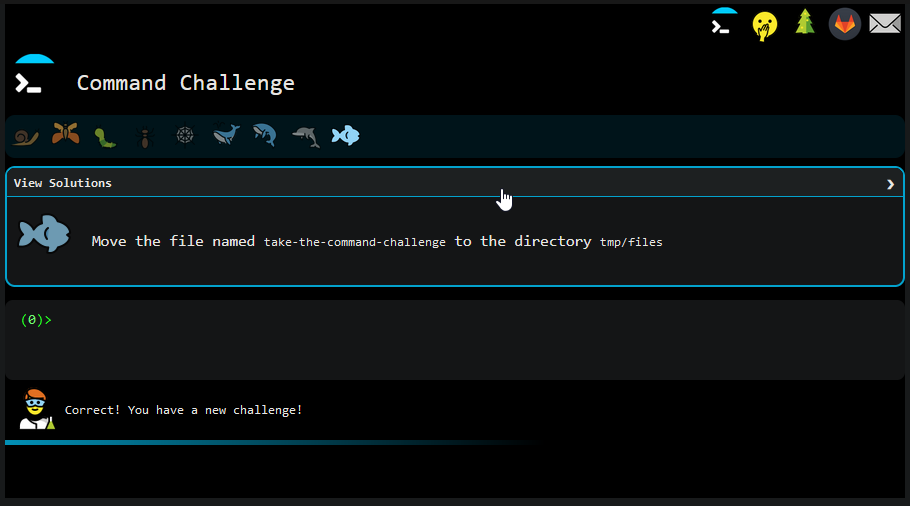 Command Challenge
View Solutions
Move the file named take-the-command-challenge to the directory tmp/files
(0)>
Correct! You have a new challenge!